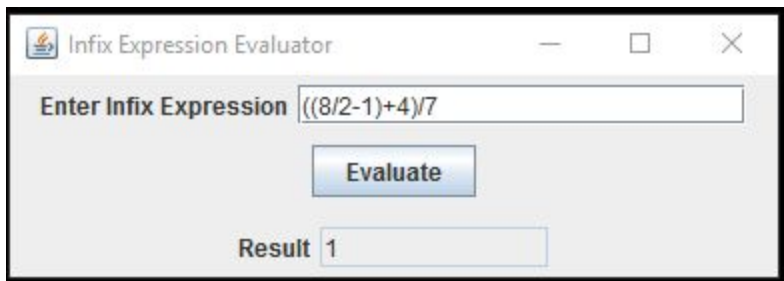 Infix Expression Evaluator
Enter Infix Expression ((8/2-1)+4)/7
Evaluate
Result 1